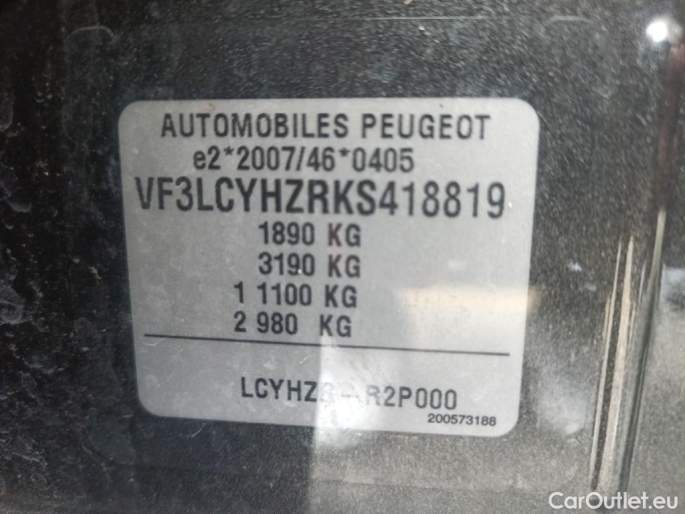 AUTOMOBILES PEUGEOT
e2*2007/46*0405
VF3LCYHZRKS418819
1890 KG
3190 KG
1 1100 KG
2 980 KG
R2P000
200573188
CarOutlet.eu